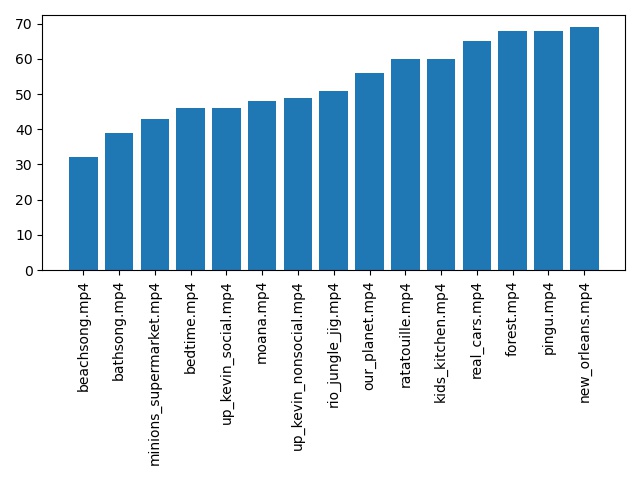 70
60
50
40
30
20
10
0
beachsong.mp4
bathsong.mp4
minions_supermarket.mp4
bedtime.mp4
up_kevin_social.mp4
moana.mp4
up_kevin_nonsocial.mp4
rio_jungle_jig.mp4
our_planet.mp4
ratatouille.mp4
kids_kitchen.mp4
real_cars.mp4
forest.mp4
pingu.mp4
new_orleans.mp4